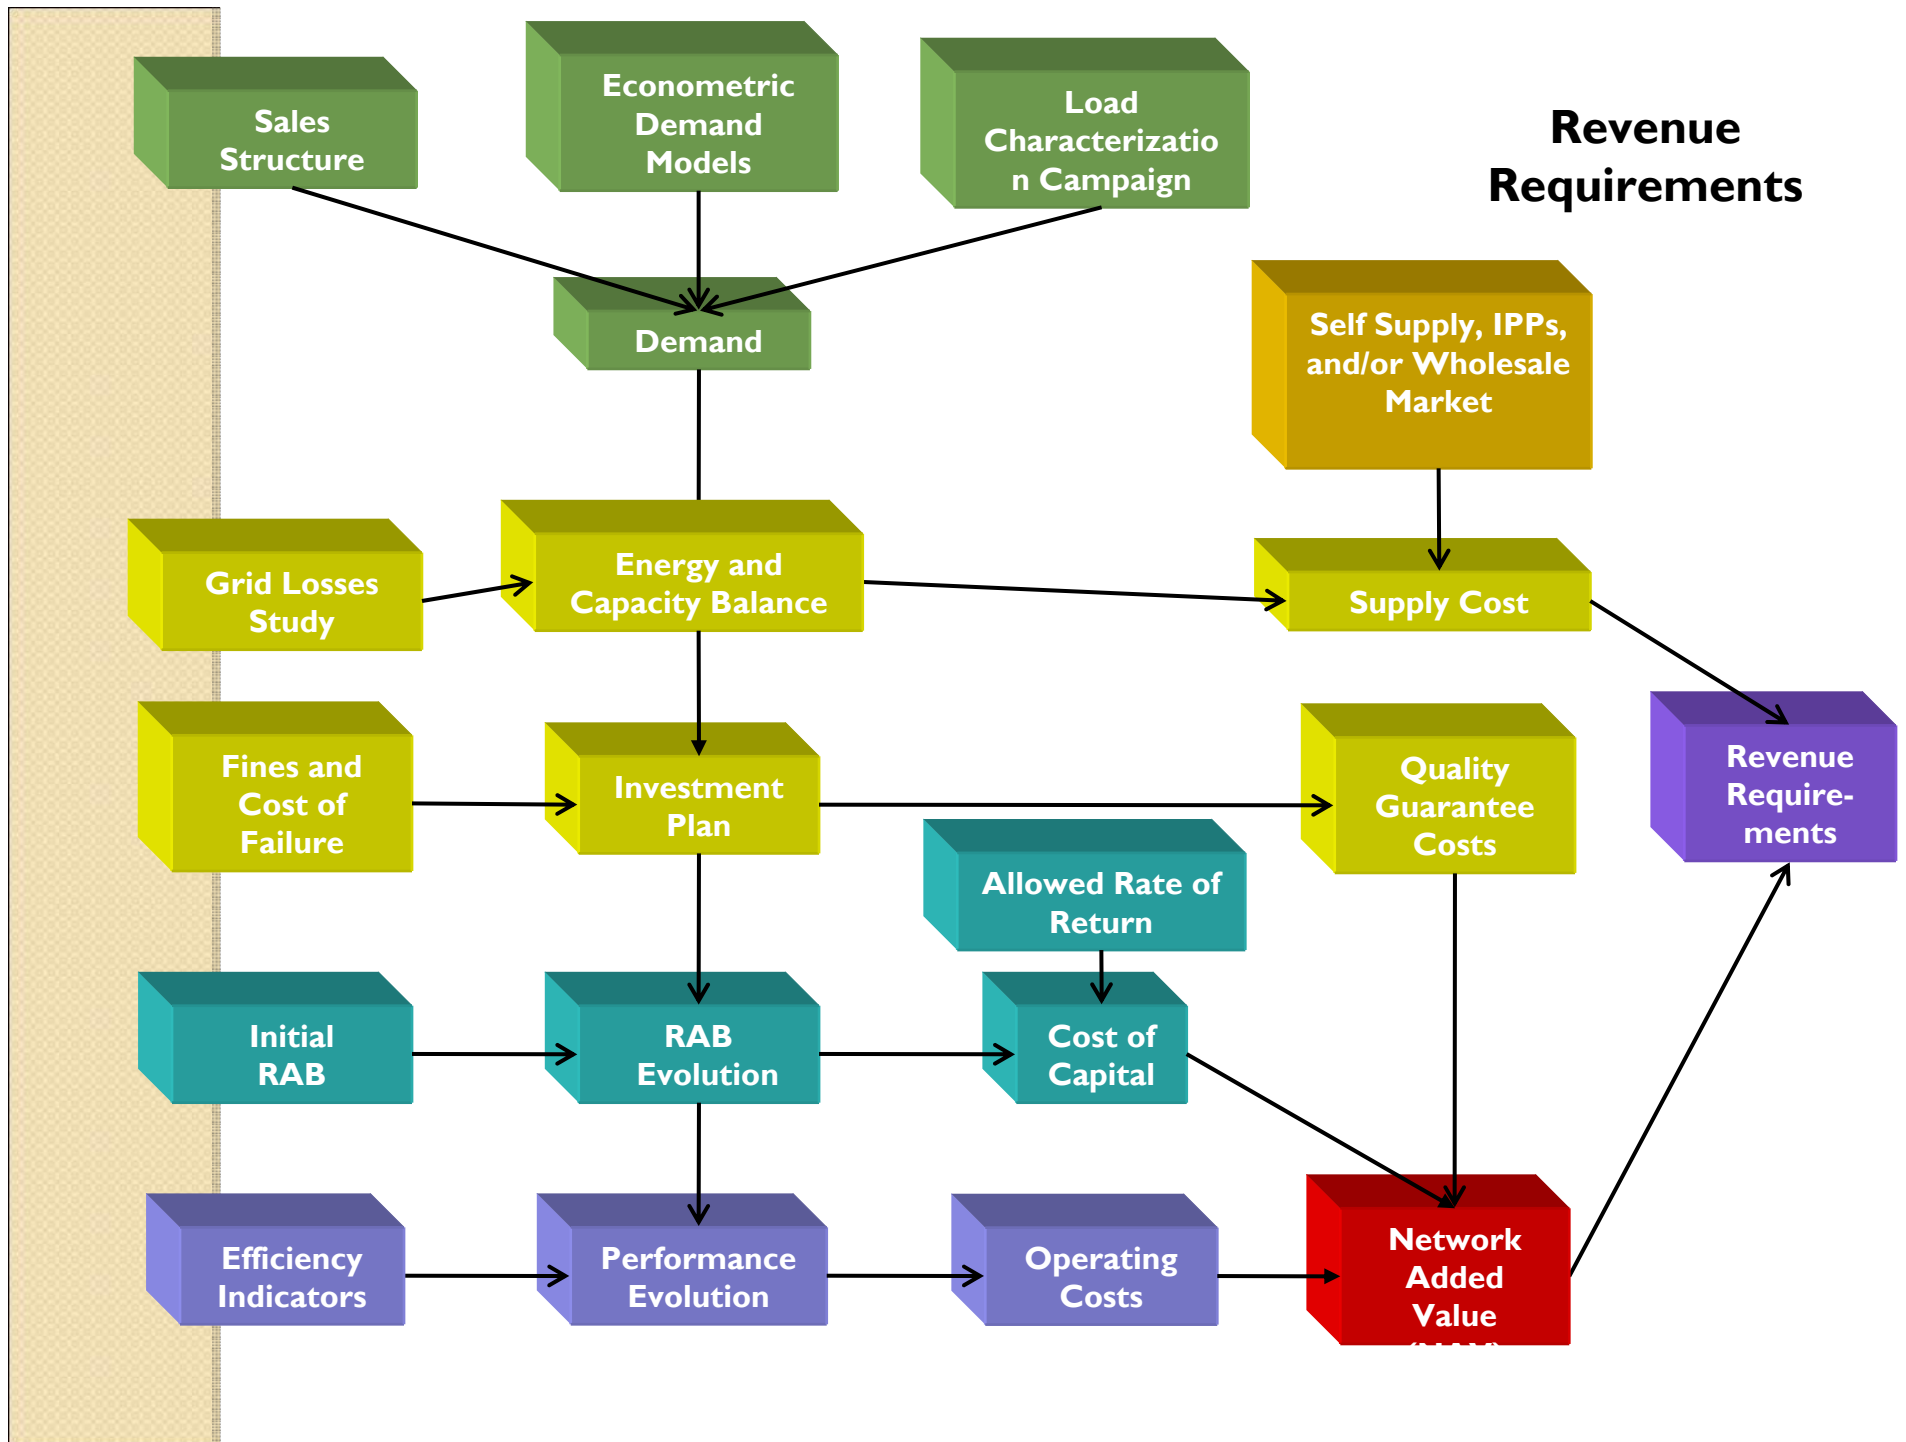 Sales
Structure
Econometric
Demand
Models
Load
Characterizatio
n Campaign
Revenue
Requirements
Demand
Self Supply, IPPs,
and/or Wholesale
Market
Grid Losses
Study
Energy and
Capacity Balance
Supply Cost
Fines and
Cost of
Failure
Investment
Plan
Quality
Guarantee
Costs
Revenue
Require-
ments
Allowed Rate of
Return
Initial
RAB
RAB
Evolution
Cost of
Capital
Efficiency
Indicators
Performance
Evolution
Operating
Costs
Network
Added
Value